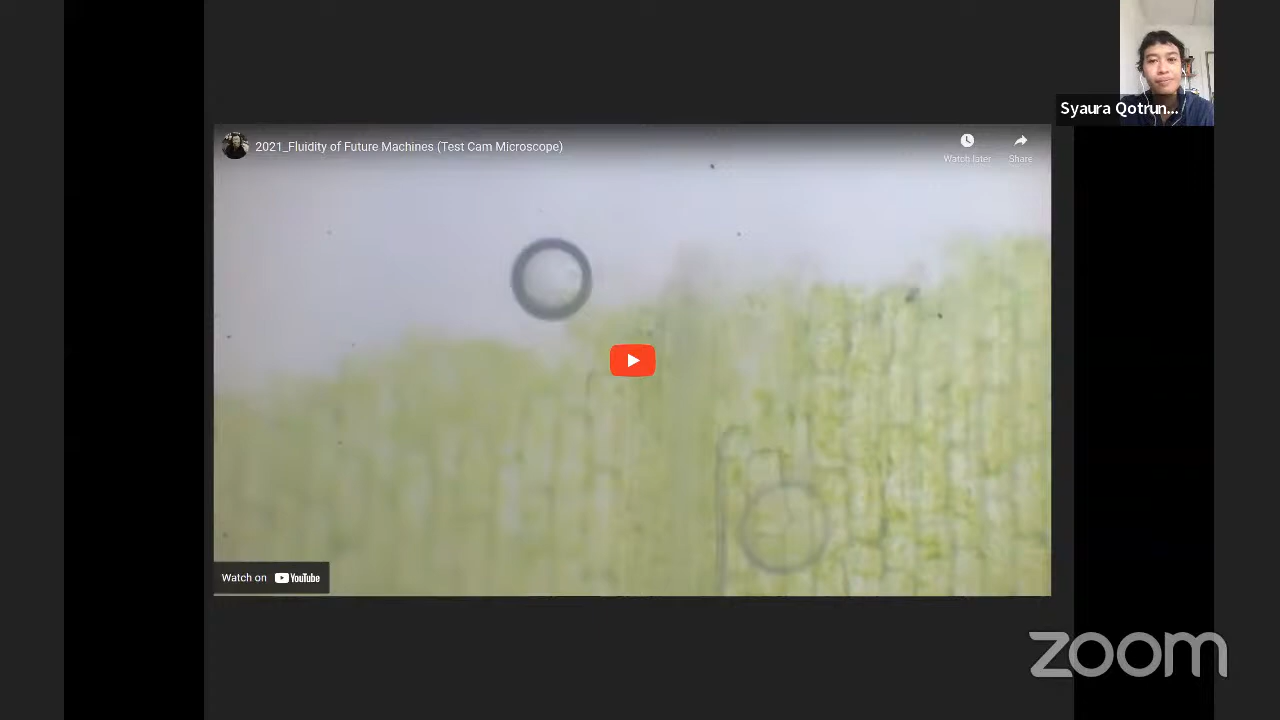 Syaura Qotrun...
2021_Fluidity of Future Machines (Test Cam Microscope)
Watch later
Share
Watch on YouTube
zoom